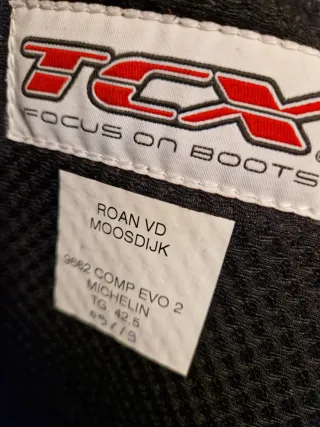 TCX
FOCUS ON BOOTS
ROAN VD
MOOSDIJK
9662 COMP EVO 2
MICHELIN
TG 42.5